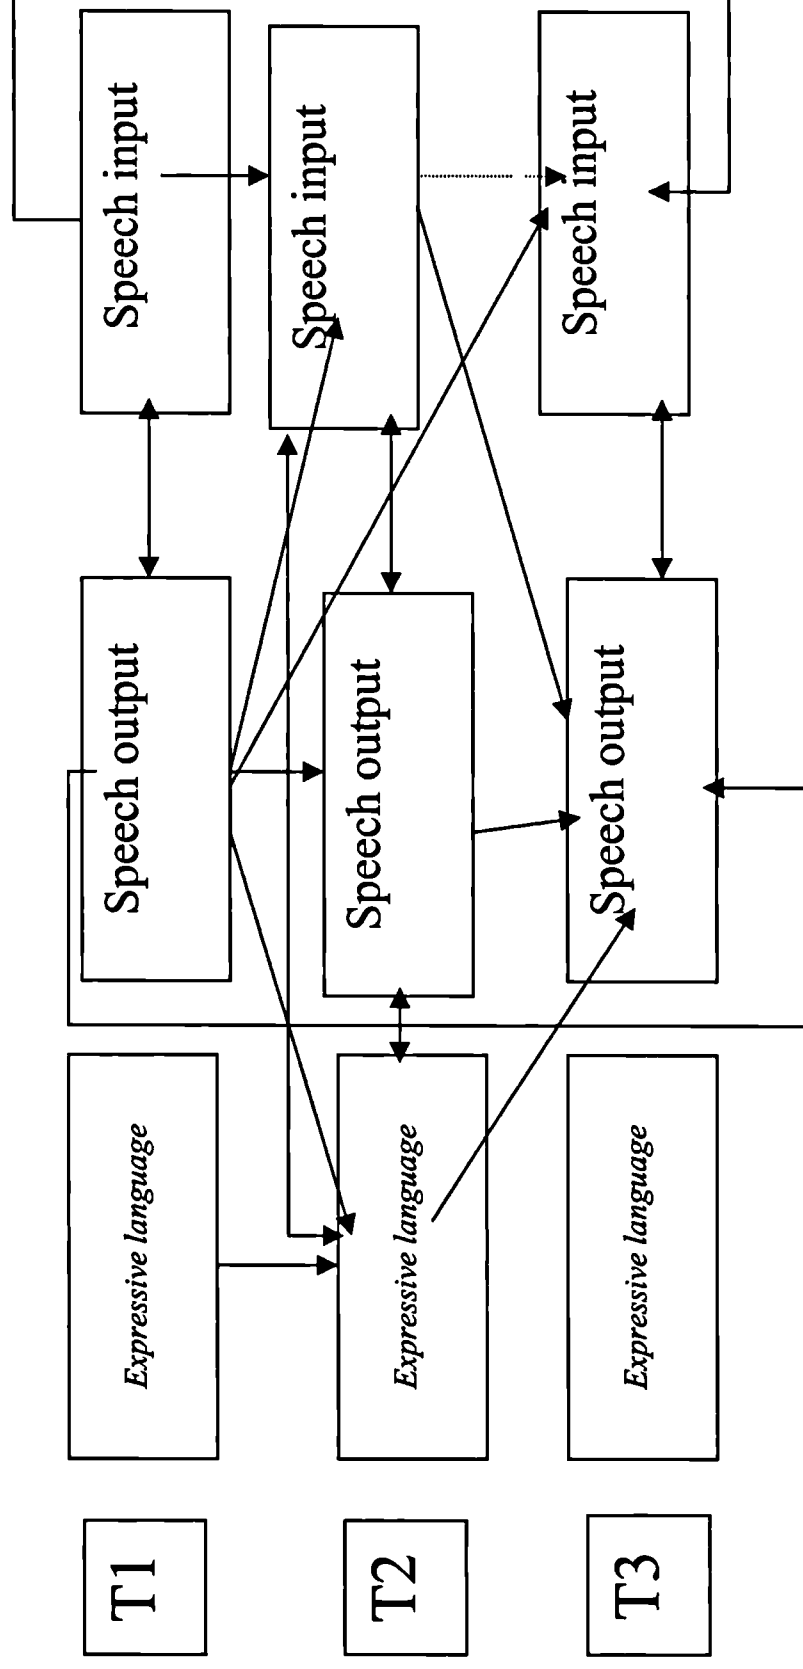 T1
Expressive language
Speech output
Speech input
T2
Expressive language
Speech output
Speech input
T3
Expressive language
Speech output
Speech input